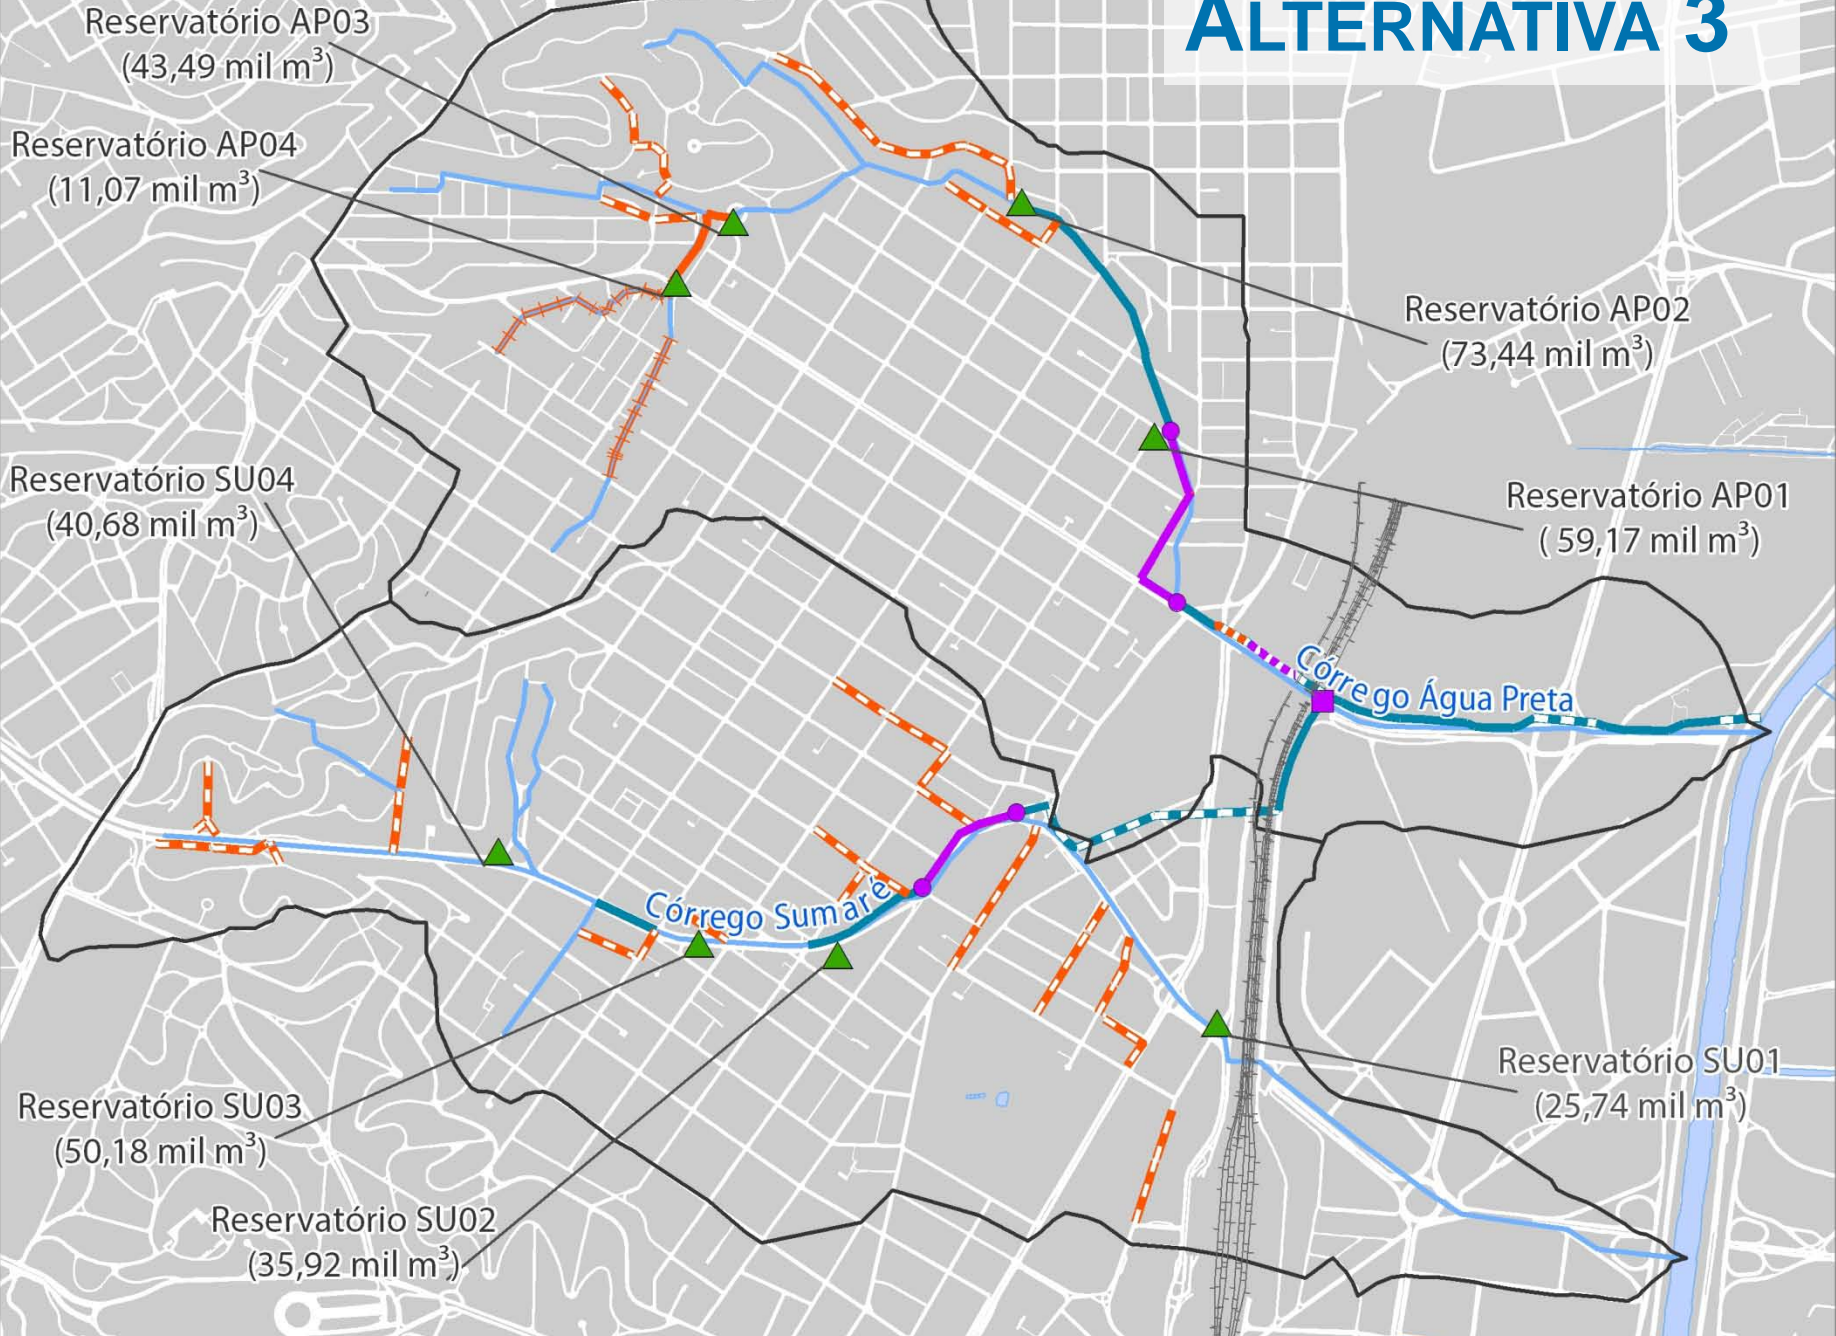 ALTERNATIVA 3
Reservatório AP03
(43,49 mil m³)
Reservatório AP04
(11,07 mil m³)
Reservatório AP02
(73,44 mil m³)
Reservatório SU04
(40,68 mil m³)
Reservatório AP01
( 59,17 mil m³)
Córrego Água Preta
Córrego Sumarè
Reservatório SU01
(25,74 mil m³)
Reservatório SU03
(50,18 mil m³)
Reservatório SU02
(35,92 mil m³)